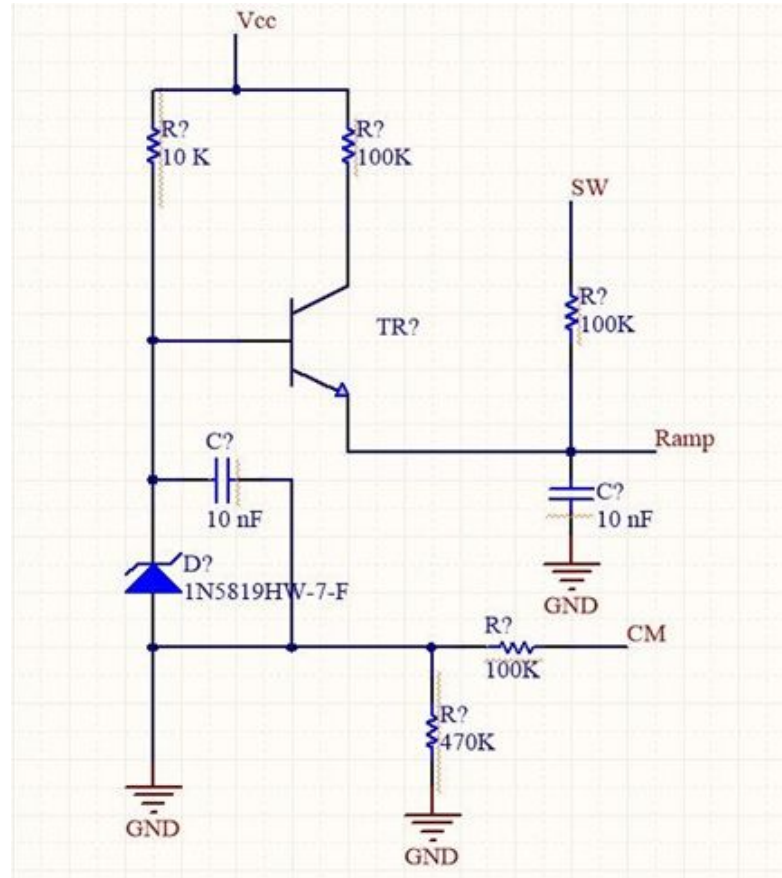 Vcc
R?
10 K
R?
100K
SW
R?
100K
TR?
Ramp
C?
10 nF
C?
10 nF
GND
D?
1N5819HW-7-F
R?
100K
CM
R?
470K
GND
GND